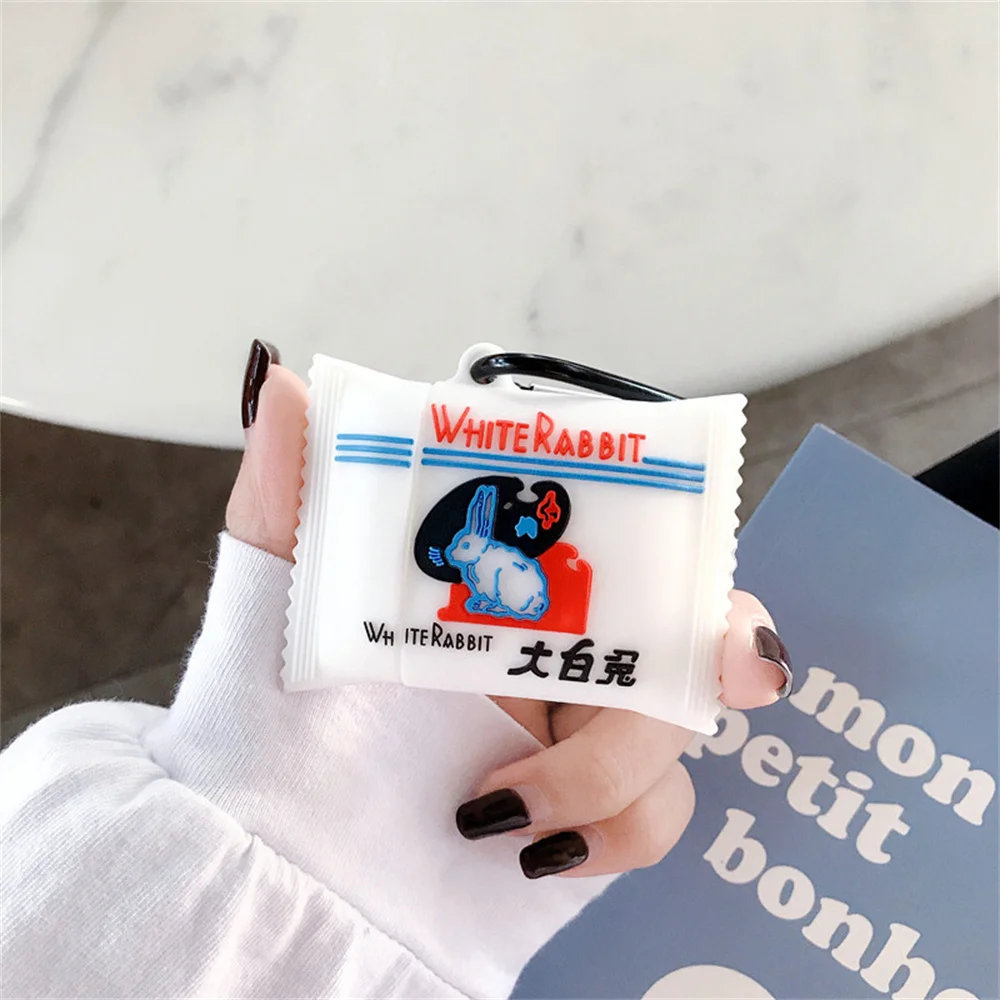 WHITE RABBIT
WHITE RABBIT
大白兔
mon
petit
bonh